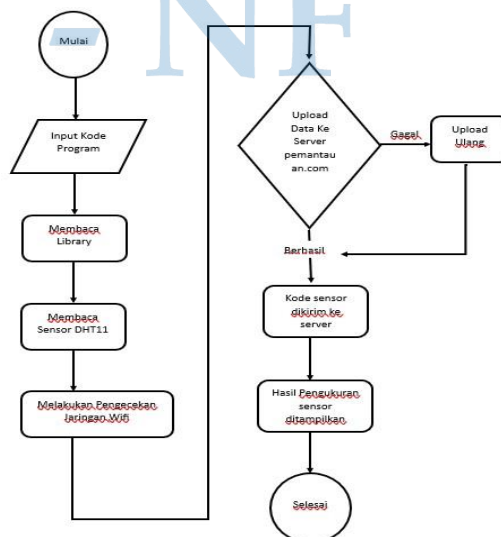 NF
Mulai
Input Kode
Program
Membaca
Library
Membaca
Sensor DHT11
Melakukan Pengecekan
Jaringan Wifi
Upload
Data Ke
Server
pemantau
an.com
Gagal
Upload
Ulang
Berhasil
Kode sensor
dikirim ke
server
Hasil Pengukuran
sensor
ditampilkan
Selesai